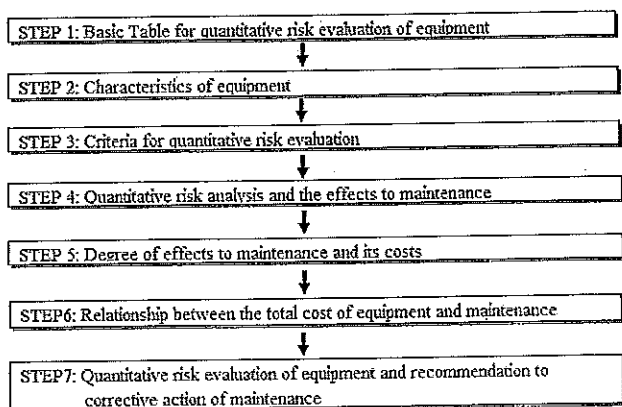 STEP 1: Basic Table for quantitative risk evaluation of equipment
STEP 2: Characteristics of equipment
STEP 3: Criteria for quantitative risk evaluation
STEP 4: Quantitative risk analysis and the effects to maintenance
STEP 5: Degree of effects to maintenance and its costs
STEP6: Relationship between the total cost of equipment and maintenance
STEP7: Quantitative risk evaluation of equipment and recommendation to
corrective action of maintenance